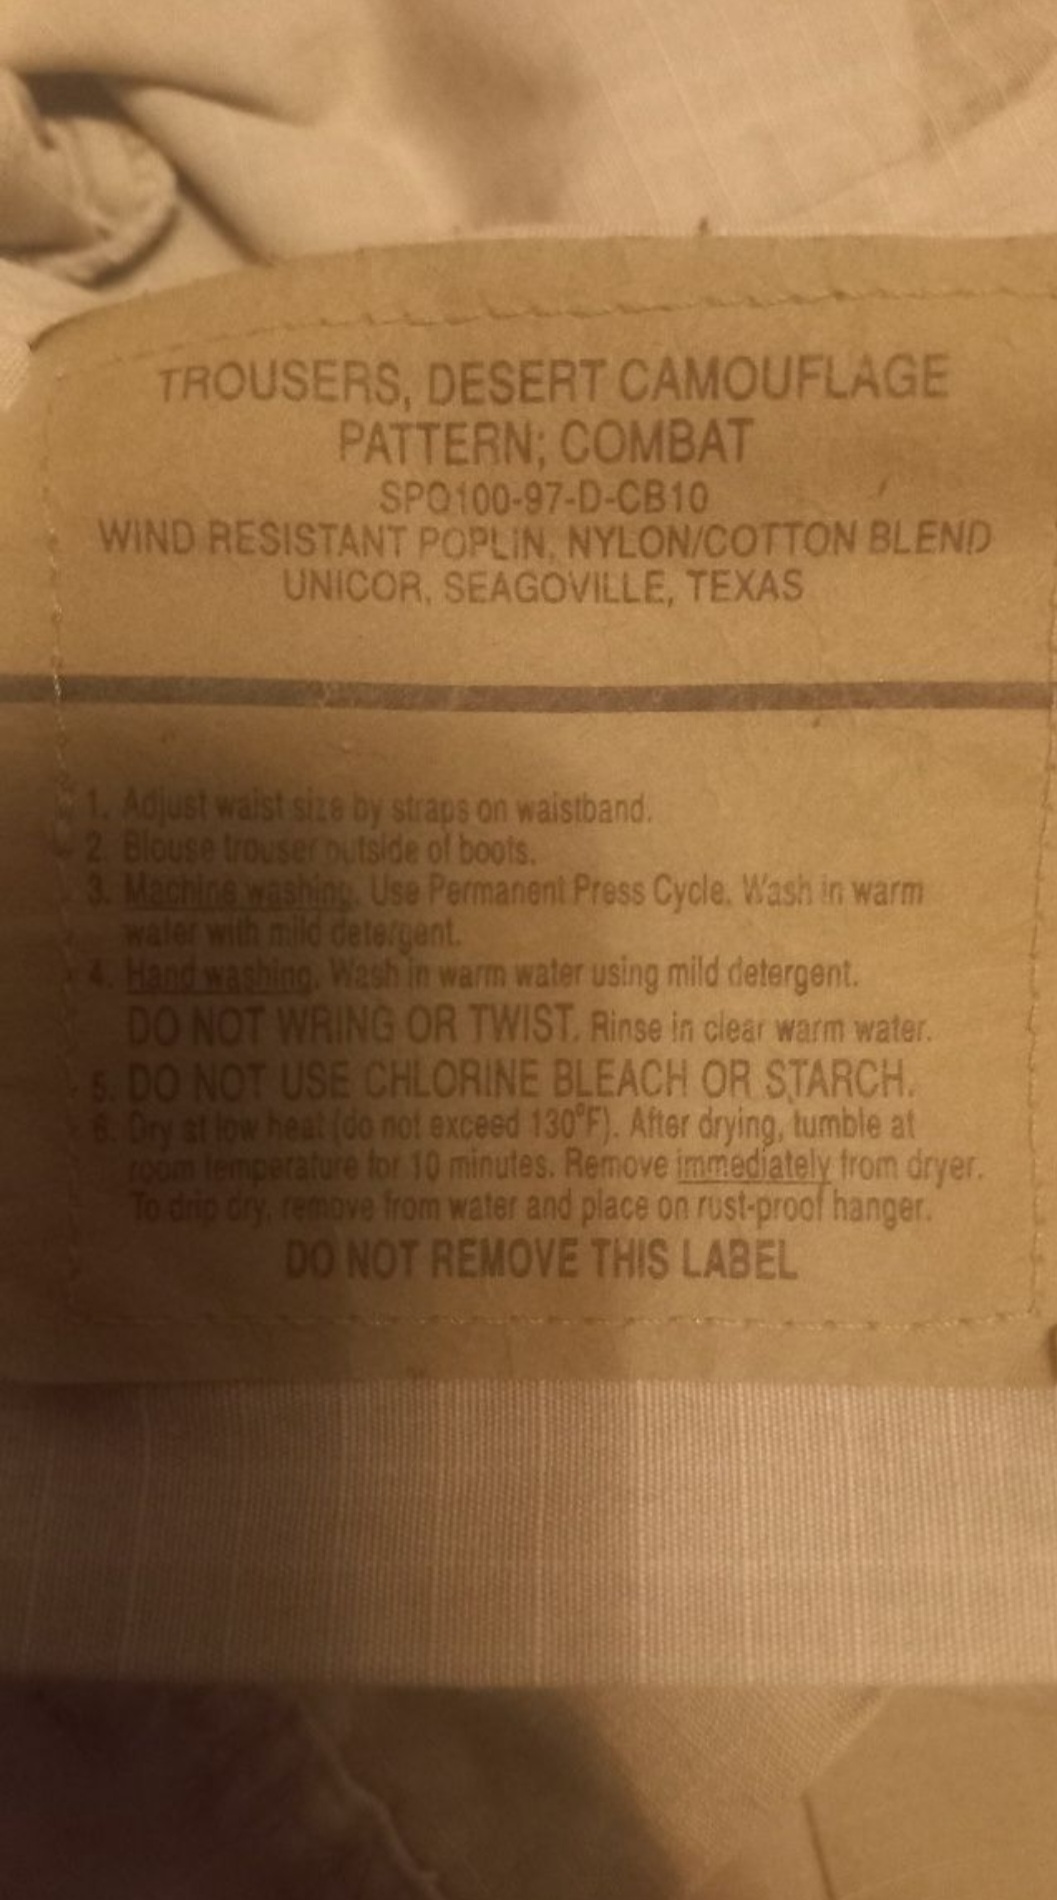 TROUSERS, DESERT CAMOUFLAGE
PATTERN; COMBAT
SPO100-97-D-CB10
WIND RESISTANT POPLIN, NYLON/COTTON BLEND
UNICOR, SEAGOVILLE, TEXAS
1. Adjust waist size by straps on waistband.
2. Blouse trouser outside of boots.
3. Machine washing. Use Permanent Press Cycle. Wash in warm
water with mild detergent.
4. Hand washing. Wash in warm water using mild detergent.
DO NOT WRING OR TWIST. Rinse in clear warm water.
5. DO NOT USE CHLORINE BLEACH OR STARCH.
6. Dry at low heat (do not exceed 130°F). After drying, tumble at
room temperature for 10 minutes. Remove immediately from dryer.
To drip dry, remove from water and place on rust-proof hanger.
DO NOT REMOVE THIS LABEL